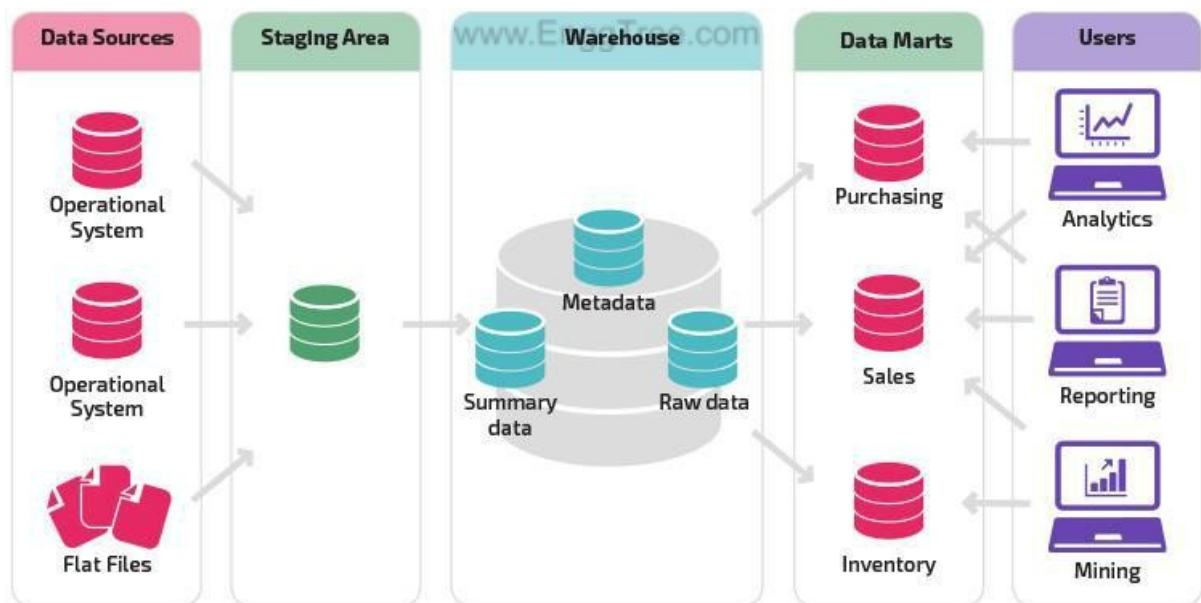 Data Sources
Staging Area
www.EnggTree.com
Warehouse
Data Marts
Users
Operational
System
Operational
System
Flat Files
Metadata
Summary
data
Raw data
Purchasing
Sales
Inventory
Analytics
Reporting
Mining